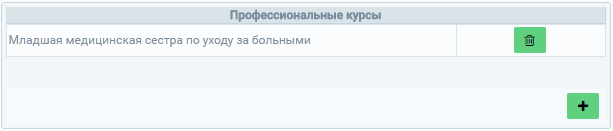 Профессиональные курсы
Младшая медицинская сестра по уходу за больными